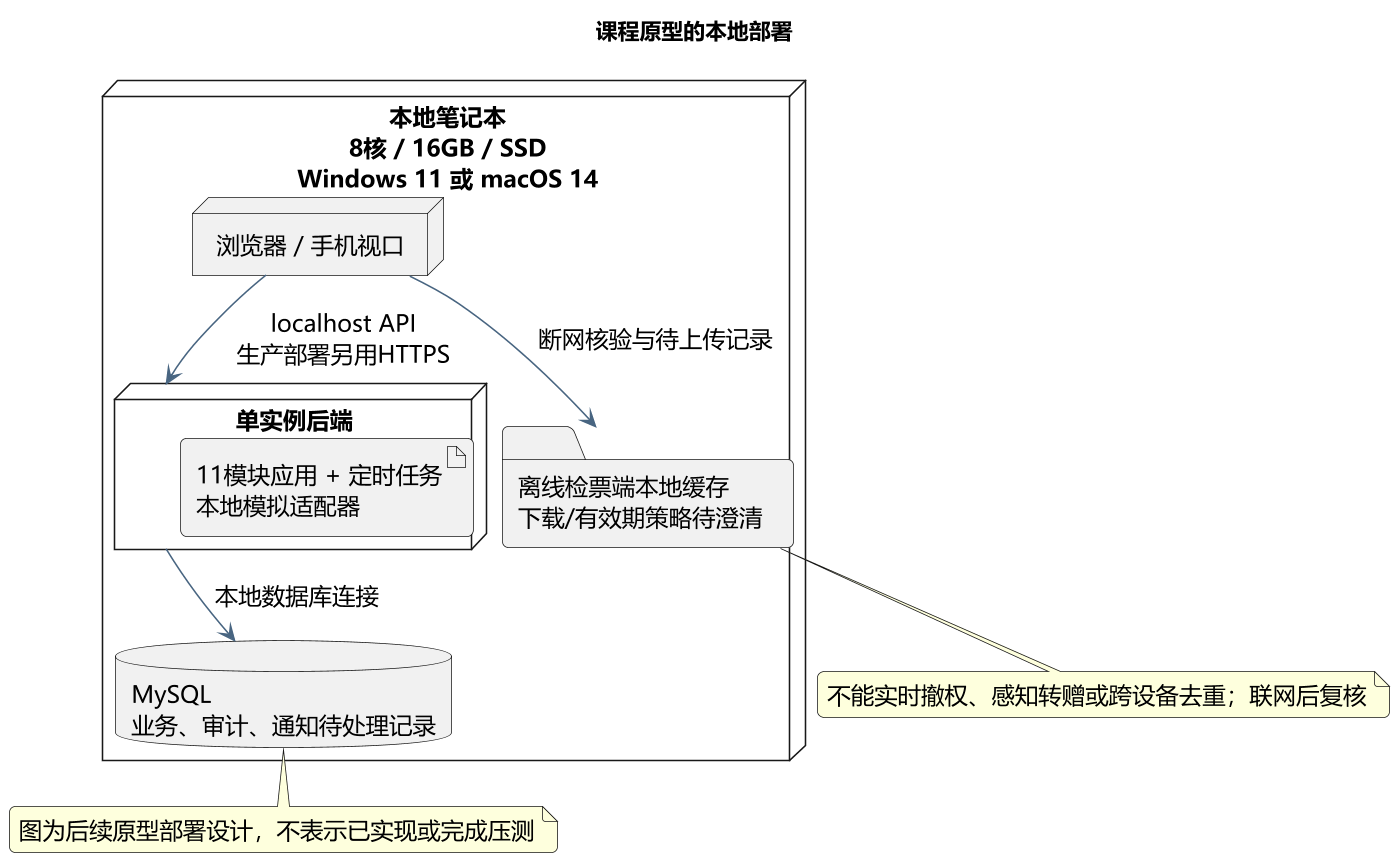 课程原型的本地部署
本地笔记本
8核 / 16GB / SSD
Windows 11 或 macOS 14
浏览器 / 手机视口
localhost API
生产部署另用HTTPS
断网核验与待上传记录
单实例后端
11模块应用 + 定时任务
本地模拟适配器
离线检票端本地缓存
下载/有效期策略待澄清
本地数据库连接
MySQL
业务、审计、通知待处理记录
不能实时撤权、感知转赠或跨设备去重；联网后复核
图为后续原型部署设计，不表示已实现或完成压测